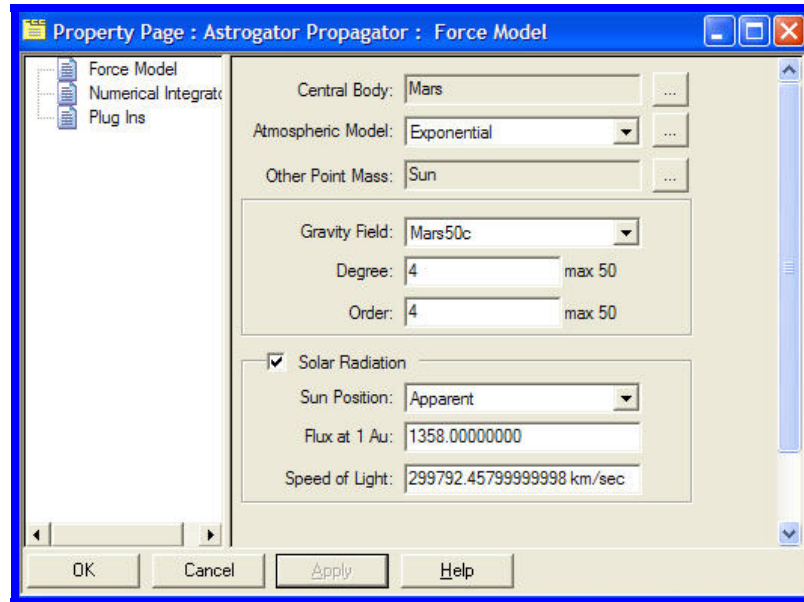 Property Page : Astrogator Propagator : Force Model
Force Model
Numerical Integrato
Plug Ins
Central Body: Mars ...
Atmospheric Model: Exponential ...
Other Point Mass: Sun ...
Gravity Field: Mars50c
Degree: 4 max 50
Order: 4 max 50
Solar Radiation
Sun Position: Apparent
Flux at 1 Au: 1358.00000000
Speed of Light: 299792.45799999998 km/sec
OK Cancel Apply Help